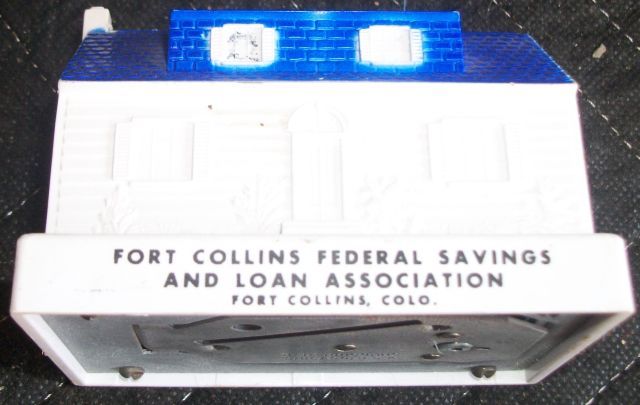 FORT COLLINS FEDERAL SAVINGS
AND LOAN ASSOCIATION
FORT COLLINS, COLO.